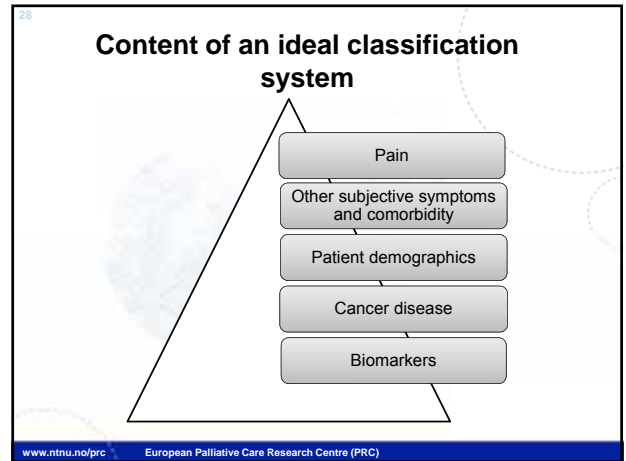 28
Content of an ideal classification
system
Pain
Other subjective symptoms
and comorbidity
Patient demographics
Cancer disease
Biomarkers
www.ntnu.no/prc European Palliative Care Research Centre (PRC)